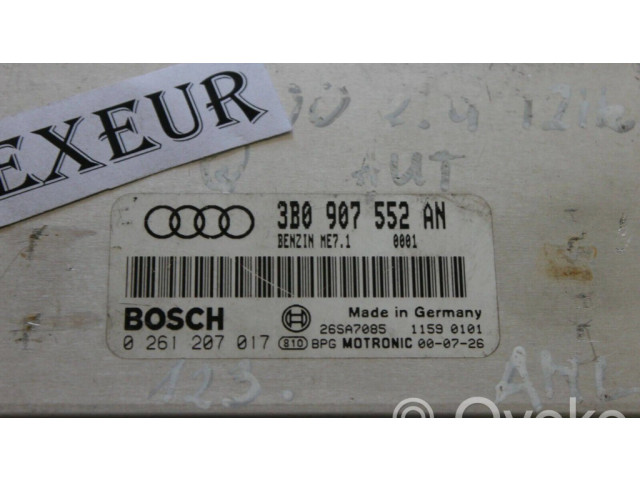 EXEUR
AUT
3B0 907 552 AN
BENZIN ME7.1 0001
BOSCH
Made in Germany
26SA7085 1159 0101
0 261 207 017 S10 BPG MOTRONIC 00-07-26
123.
AHL